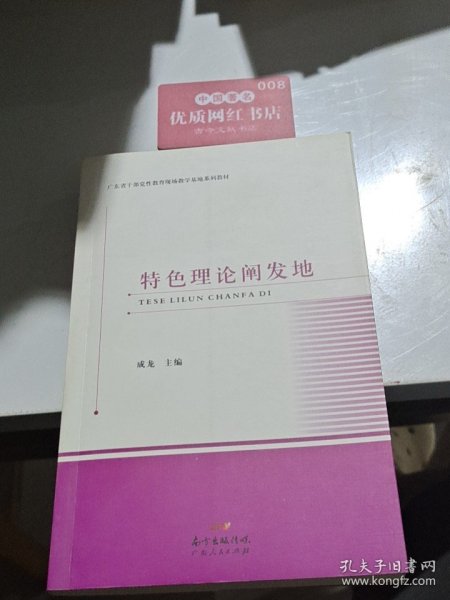 008
中国著名
优质网红书店
广东省干部党性教育现场教学基地系列教材
特色理论阐发地
TESE LILUN CHANFA DI
成龙 主编
南方出版传媒
广东人民出版社
孔夫子旧书网
www.kongfz.com